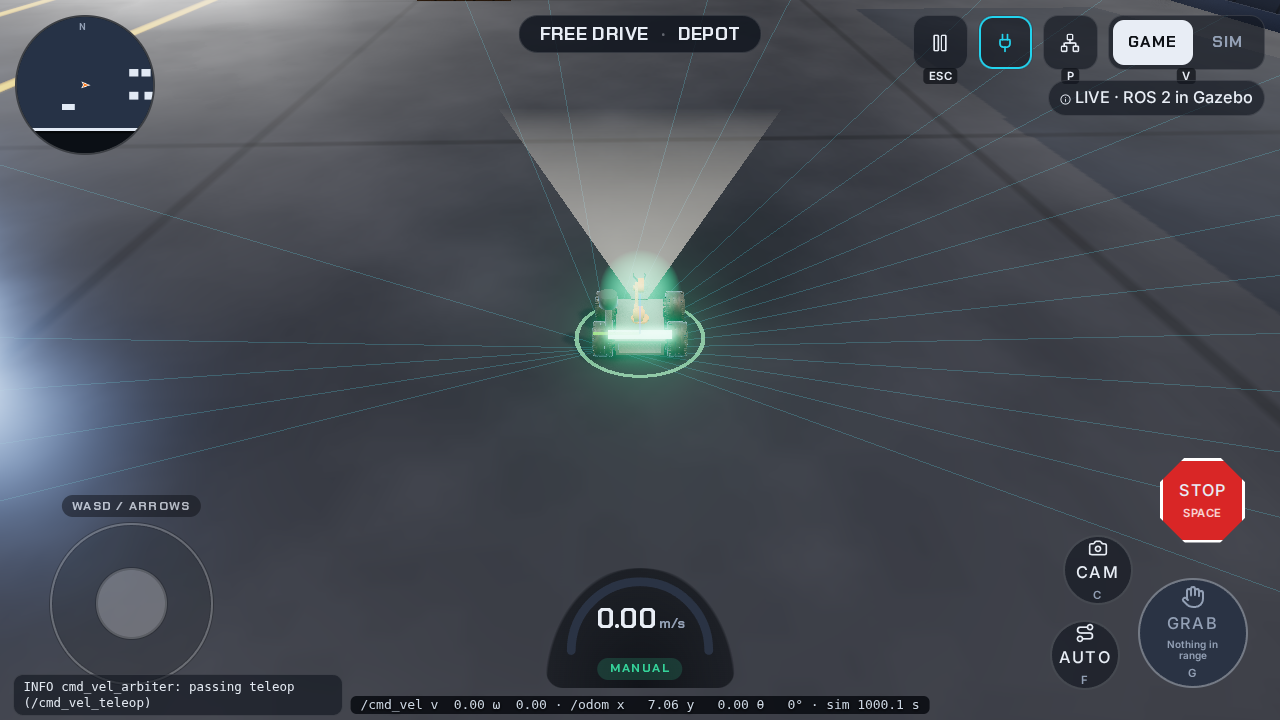 N
FREE DRIVE · DEPOT
GAME SIM
ESC P V
LIVE · ROS 2 in Gazebo
WASD / ARROWS
STOP
SPACE
CAM
C
GRAB
Nothing in
range
G
AUTO
F
0.00 m/s
MANUAL
INFO cmd_vel_arbiter: passing teleop
(/cmd_vel_teleop)
/cmd_vel v 0.00 ω 0.00 · /odom x 7.06 y 0.00 θ 0° · sim 1000.1 s